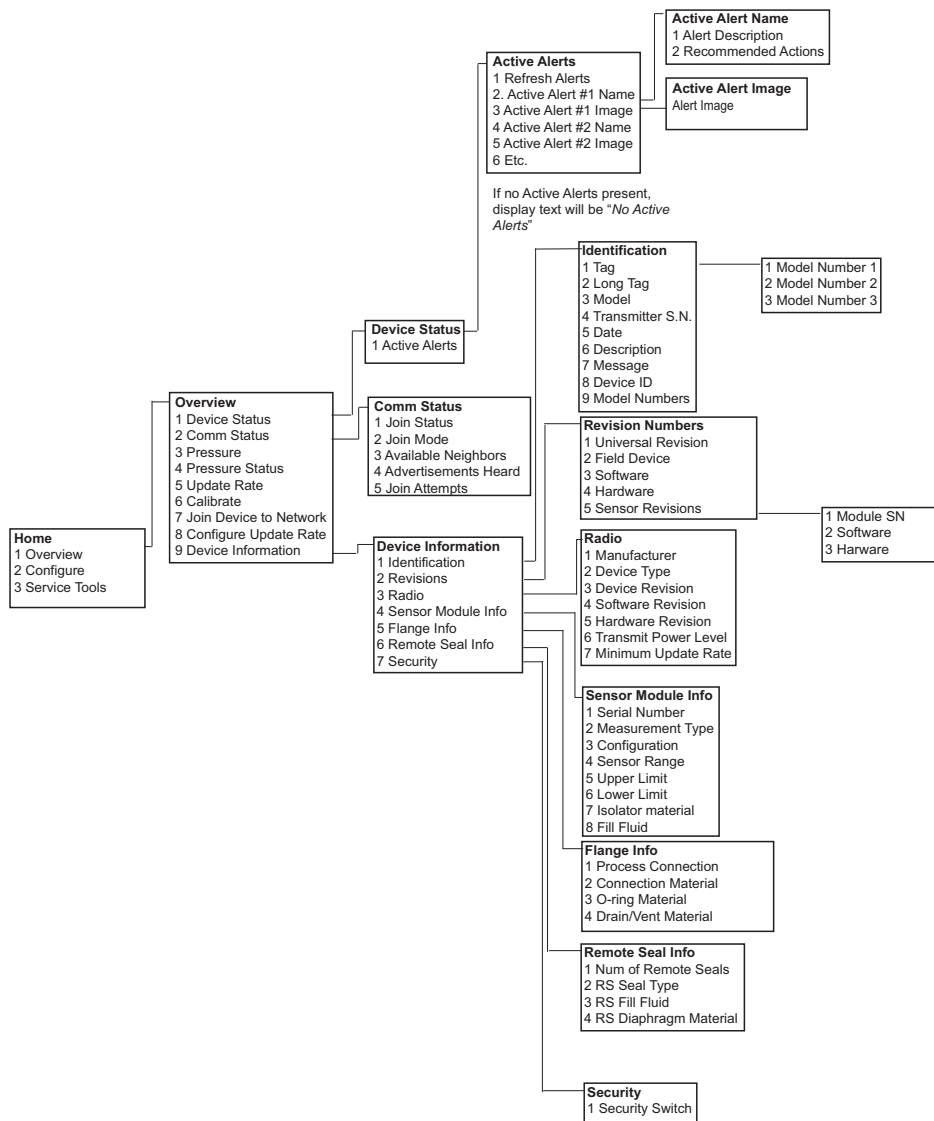 Active Alert Name
1 Alert Description
2 Recommended Actions
Active Alerts
1 Refresh Alerts
2. Active Alert #1 Name
3 Active Alert #1 Image
4 Active Alert #2 Name
5 Active Alert #2 Image
6 Etc.
Active Alert Image
Alert Image
If no Active Alerts present,
display text will be “No Active
Alerts”
Identification
1 Tag
2 Long Tag
3 Model
4 Transmitter S.N.
5 Date
6 Description
7 Message
8 Device ID
9 Model Numbers
1 Model Number 1
2 Model Number 2
3 Model Number 3
Device Status
1 Active Alerts
Overview
1 Device Status
2 Comm Status
3 Pressure
4 Pressure Status
5 Update Rate
6 Calibrate
7 Join Device to Network
8 Configure Update Rate
9 Device Information
Comm Status
1 Join Status
2 Join Mode
3 Available Neighbors
4 Advertisements Heard
5 Join Attempts
Revision Numbers
1 Universal Revision
2 Field Device
3 Software
4 Hardware
5 Sensor Revisions
1 Module SN
2 Software
3 Harware
Home
1 Overview
2 Configure
3 Service Tools
Device Information
1 Identification
2 Revisions
3 Radio
4 Sensor Module Info
5 Flange Info
6 Remote Seal Info
7 Security
Radio
1 Manufacturer
2 Device Type
3 Device Revision
4 Software Revision
5 Hardware Revision
6 Transmit Power Level
7 Minimum Update Rate
Sensor Module Info
1 Serial Number
2 Measurement Type
3 Configuration
4 Sensor Range
5 Upper Limit
6 Lower Limit
7 Isolator material
8 Fill Fluid
Flange Info
1 Process Connection
2 Connection Material
3 O-ring Material
4 Drain/Vent Material
Remote Seal Info
1 Num of Remote Seals
2 RS Seal Type
3 RS Fill Fluid
4 RS Diaphragm Material
Security
1 Security Switch